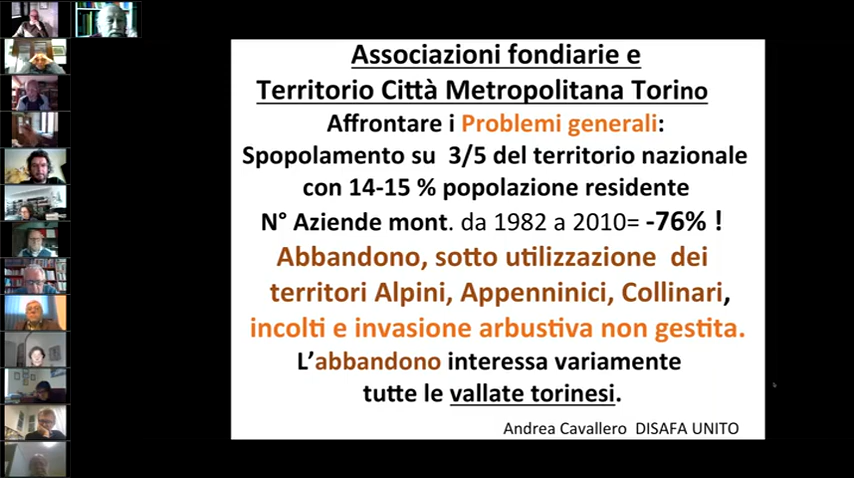 Associazioni fondiarie e
Territorio Città Metropolitana Torino
Affrontare i Problemi generali:
Spopolamento su 3/5 del territorio nazionale
con 14-15 % popolazione residente
N° Aziende mont. da 1982 a 2010= -76% !
Abbandono, sotto utilizzazione dei
territori Alpini, Appenninici, Collinari,
incolti e invasione arbustiva non gestita.
L’abbandono interessa variamente
tutte le vallate torinesi.
Andrea Cavallero DISAFA UNITO